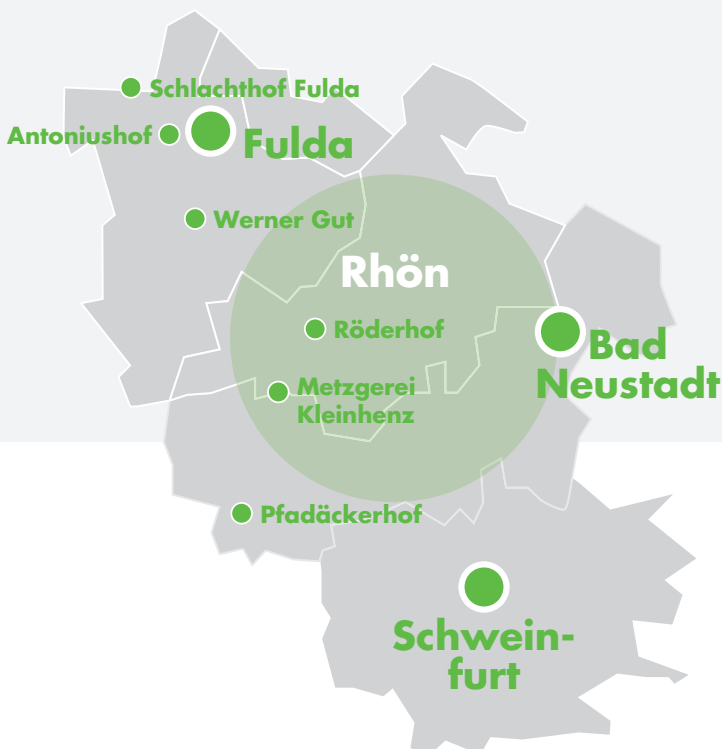 Schlachthof Fulda
Antoniushof
Fulda
Werner Gut
Rhön
Röderhof
Bad
Neustadt
Metzgerei
Kleinhenz
Pfadäckerhof
Schwein-
furt